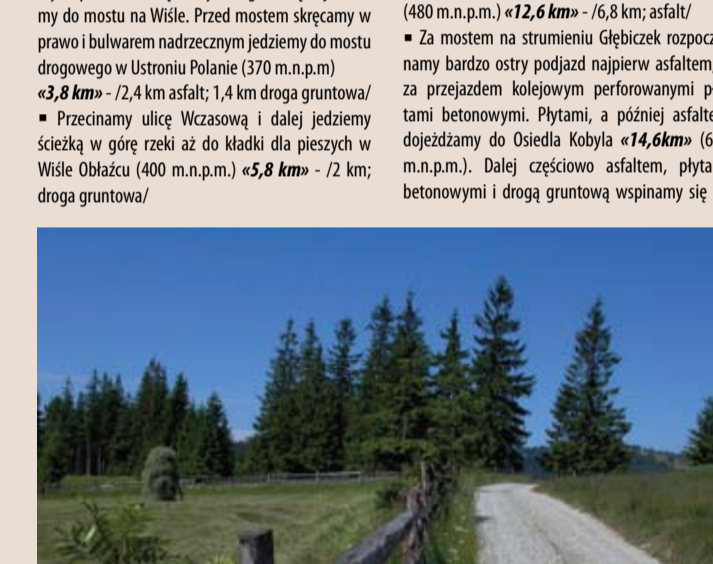 my do mostu na Wiśle. Przed mostem skręcamy w
prawo i bulwarem nadrzecznym jedziemy do mostu
drogowego w Ustroniu Polanie (370 m.n.p.m)
«3,8 km» - /2,4 km asfalt; 1,4 km droga gruntowa/
▪ Przecinamy ulicę Wczasową i dalej jedziemy
ścieżką w górę rzeki aż do kładki dla pieszych w
Wiśle Obłaźcu (400 m.n.p.m.) «5,8 km» - /2 km;
droga gruntowa/
(480 m.n.p.m.) «12,6 km» - /6,8 km; asfalt/
▪ Za mostem na strumieniu Głębiczek rozpocz
namy bardzo ostry podjazd najpierw asfaltem,
za przejazdem kolejowym perforowanymi p
tami betonowymi. Płytami, a później asfalte
dojeżdżamy do Osiedla Kobyla «14,6km» (6
m.n.p.m.). Dalej częściowo asfaltem, płyta
betonowymi i drogą gruntową wspinamy się